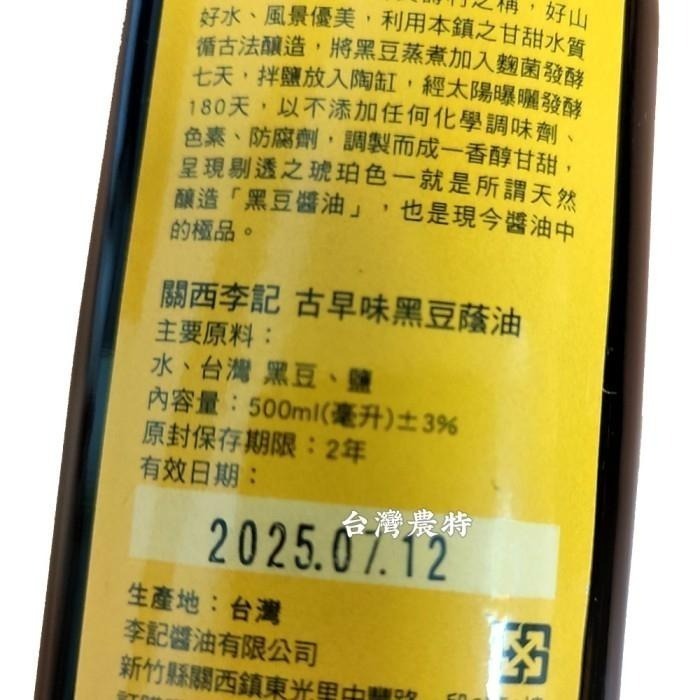 好山
好水、風景優美,利用本鎮之甘甜水質
循古法釀造,將黑豆蒸煮加入麴菌發酵
七天,拌鹽放入陶缸,經太陽曝曬發酵
180天,以不添加任何化學調味劑、
色素、防腐劑,調製而成一香醇甘甜,
呈現剔透之琥珀色一就是所謂天然
釀造「黑豆醬油」,也是現今醬油中
的極品。
關西李記 古早味黑豆蔭油
主要原料:
水、台灣 黑豆、鹽
內容量:500ml(毫升)±3%
原封保存期限:2年
有效日期:
台灣農特
2025.07.12
生產地:台灣
李記醬油有限公司
新竹縣關西鎮東光里中豐路